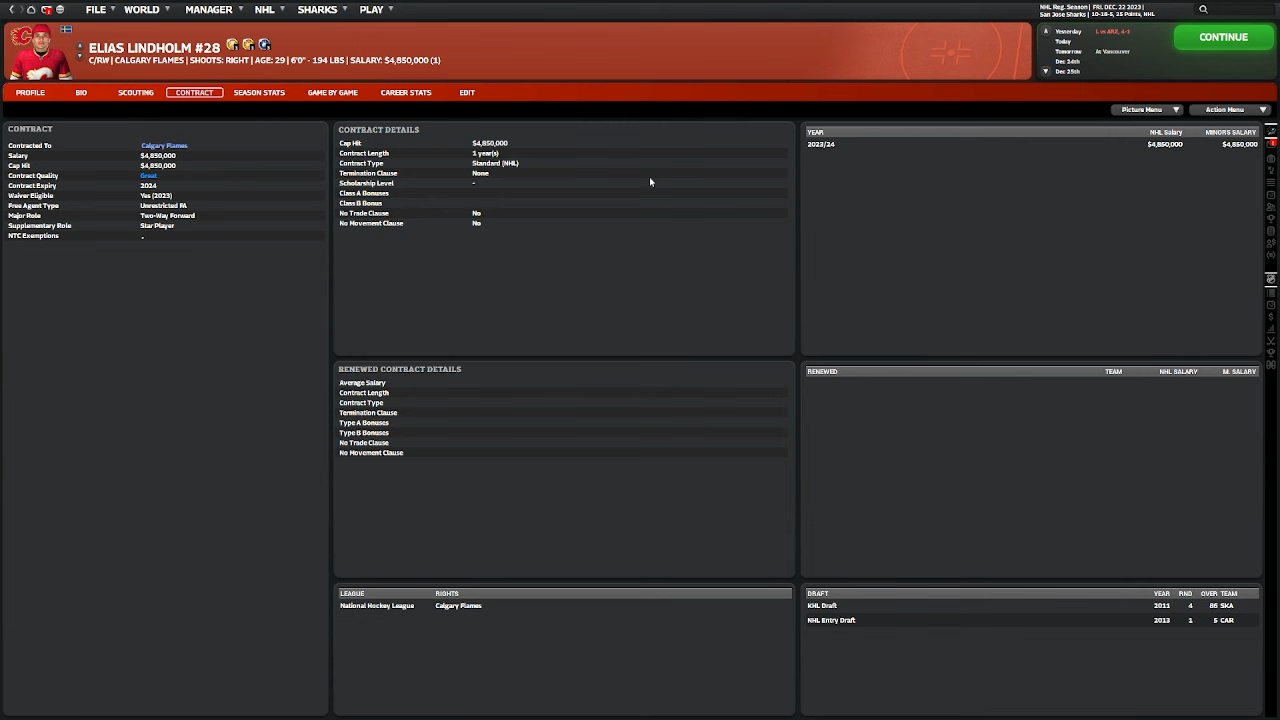 FILE WORLD MANAGER NHL SHARKS PLAY
NHL Reg. Season | FRI. DEC. 22 2023 |
San Jose Sharks | 10-18-5, 25 Points, NHL
ELIAS LINDHOLM #28
C/RW | CALGARY FLAMES | SHOOTS: RIGHT | AGE: 29 | 6'0" - 194 LBS | SALARY: $4,850,000 (1)
Yesterday L vs ARZ, 4-3
Today
Tomorrow At Vancouver
Dec 24th
Dec 25th
CONTINUE
PROFILE BIO SCOUTING CONTRACT SEASON STATS GAME BY GAME CAREER STATS EDIT
Picture Menu Action Menu
CONTRACT
Contracted To Calgary Flames
Salary $4,850,000
Cap Hit $4,850,000
Contract Quality Great
Contract Expiry 2024
Waiver Eligible Yes (2023)
Free Agent Type Unrestricted FA
Major Role Two-Way Forward
Supplementary Role Star Player
NTC Exemptions -
CONTRACT DETAILS
Cap Hit $4,850,000
Contract Length 1 year(s)
Contract Type Standard (NHL)
Termination Clause None
Scholarship Level -
Class A Bonuses
Class B Bonus
No Trade Clause No
No Movement Clause No
YEAR NHL Salary MINORS SALARY
2023/24 $4,850,000 $4,850,000
RENEWED CONTRACT DETAILS
Average Salary
Contract Length
Contract Type
Termination Clause
Type A Bonuses
Type B Bonuses
No Trade Clause
No Movement Clause
RENEWED TEAM NHL SALARY M. SALARY
LEAGUE RIGHTS
National Hockey League Calgary Flames
DRAFT YEAR RND OVER TEAM
KHL Draft 2011 4 86 SKA
NHL Entry Draft 2013 1 5 CAR